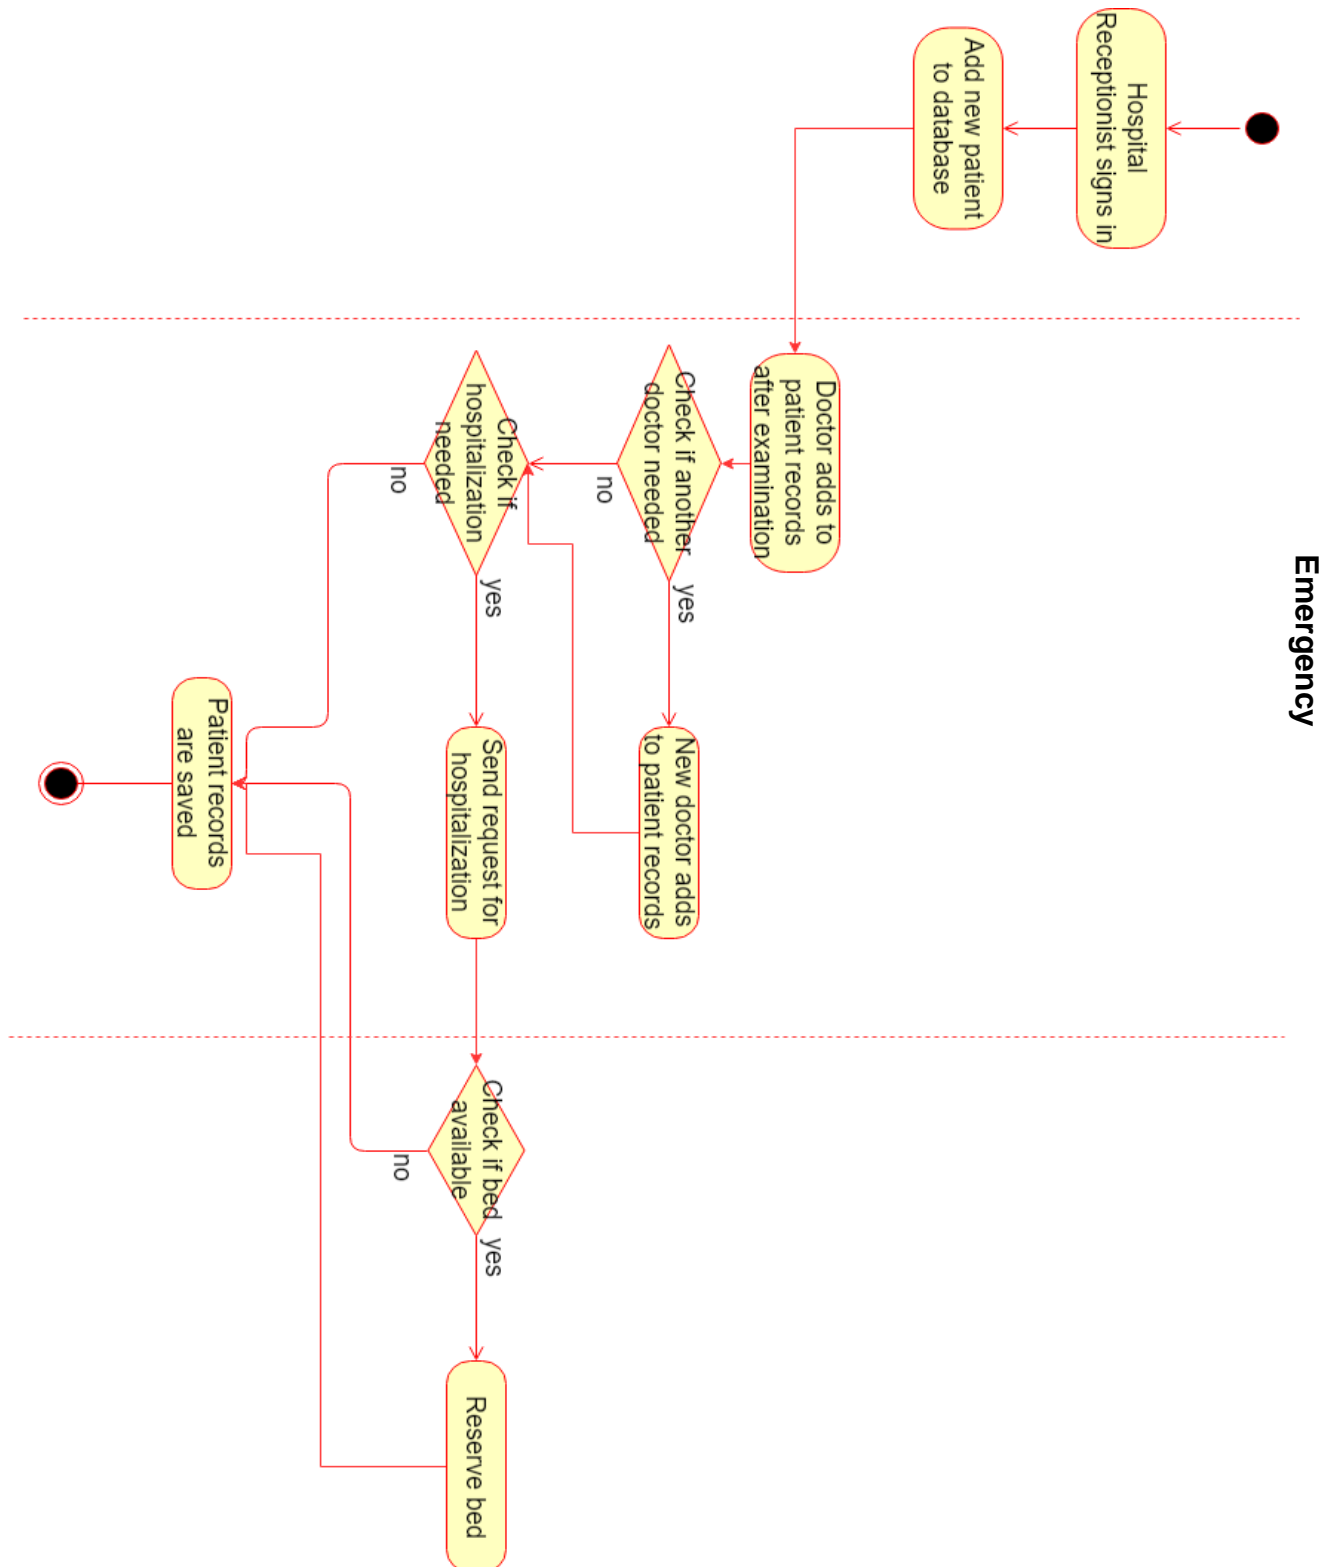 Emergency
Hospital
Receptionist signs in
Add new patient
to database
Doctor adds to
patient records
after examination
Check if another
doctor needed
yes
no
New doctor adds
to patient records
Check if
hospitalization
needed
yes
no
Send request for
hospitalization
Check if bed
available
yes
no
Reserve bed
Patient records
are saved